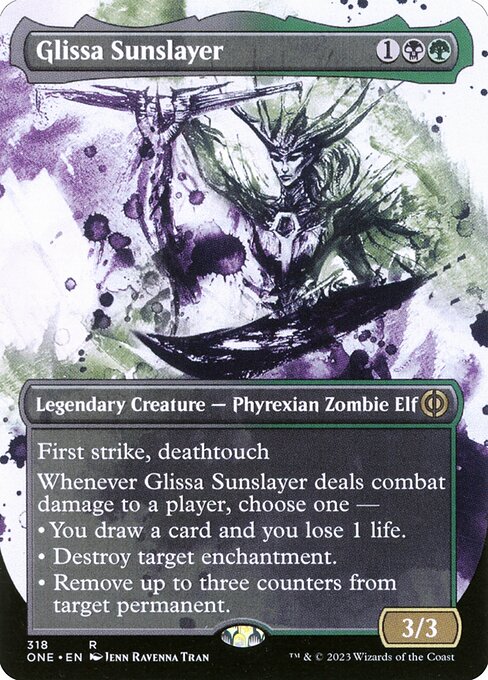 Glissa Sunslayer 1
Legendary Creature — Phyrexian Zombie Elf
First strike, deathtouch
Whenever Glissa Sunslayer deals combat
damage to a player, choose one —
• You draw a card and you lose 1 life.
• Destroy target enchantment.
• Remove up to three counters from
target permanent.
3/3
318 R
ONE • EN Jenn Ravenna Tran
™ & © 2023 Wizards of the Coast